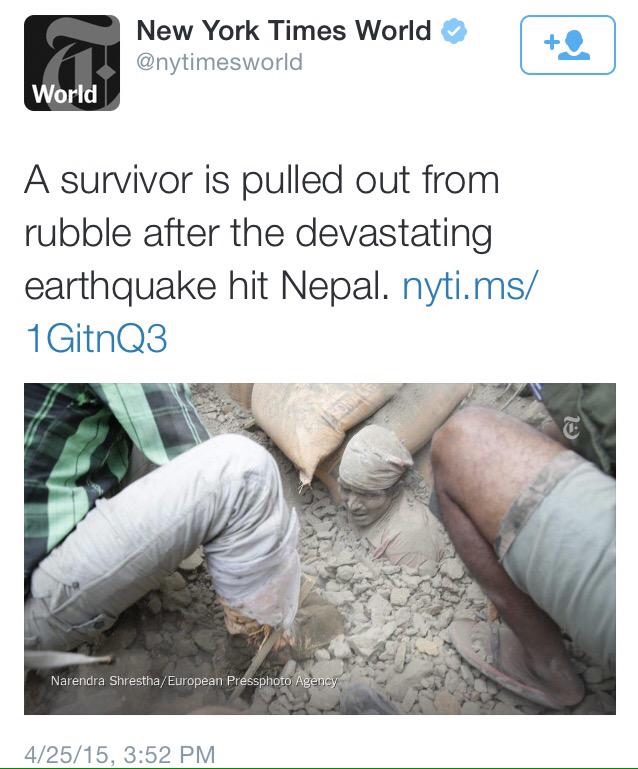 World
New York Times World
@nytimesworld
A survivor is pulled out from
rubble after the devastating
earthquake hit Nepal. nyti.ms/
1GitnQ3
Narendra Shrestha/European Pressphoto Agency
4/25/15, 3:52 PM